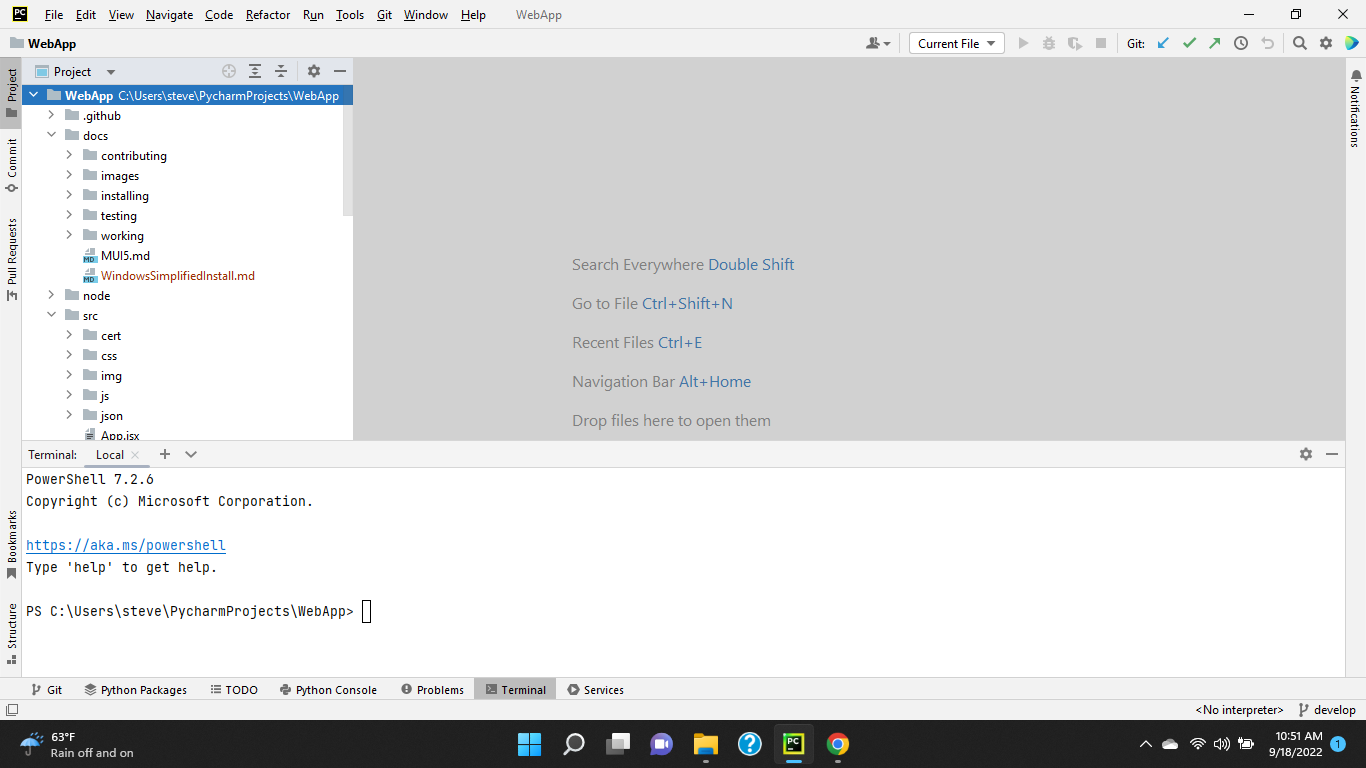 PC File Edit View Navigate Code Refactor Run Tools Git Window Help WebApp
WebApp Current File Git:
Project
WebApp C:\Users\steve\PycharmProjects\WebApp
.github
docs
contributing
images
installing
testing
working
MD MUI5.md
MD WindowsSimplifiedInstall.md
node
src
cert
css
img
js
json
App.jsx
Project
Commit
Pull Requests
Bookmarks
Structure
Notifications
Search Everywhere Double Shift
Go to File Ctrl+Shift+N
Recent Files Ctrl+E
Navigation Bar Alt+Home
Drop files here to open them
Terminal: Local
PowerShell 7.2.6
Copyright (c) Microsoft Corporation.
https://aka.ms/powershell
Type 'help' to get help.
PS C:\Users\steve\PycharmProjects\WebApp>
Git Python Packages TODO Python Console Problems Terminal Services
<No interpreter> develop
63°F
Rain off and on
PC
10:51 AM
9/18/2022
1